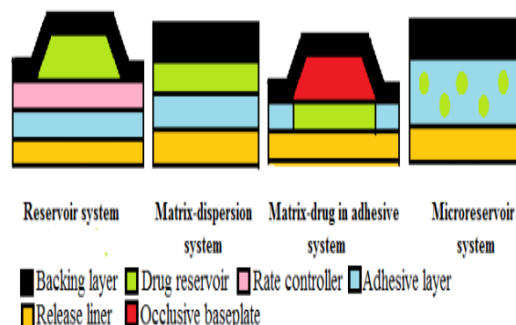 Reservoir system Matrix-dispersion Matrix-drug in adhesive Microreservoir
system system system
Backing layer Drug reservoir Rate controller Adhesive layer
Release liner Occlusive baseplate